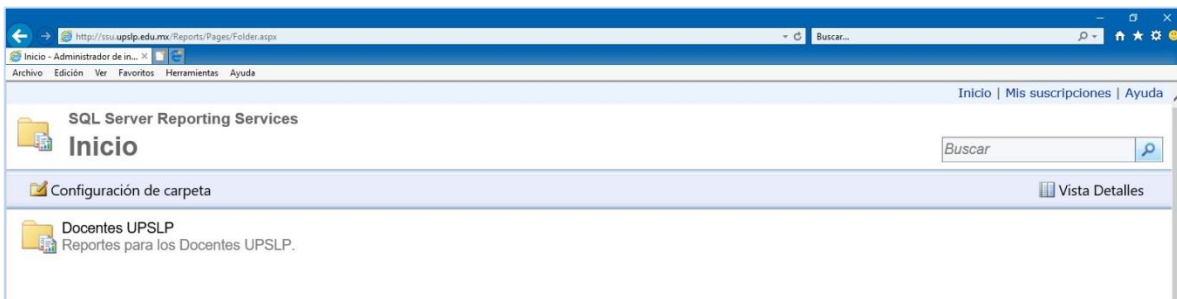 http://ssu.upslp.edu.mx/Reports/Pages/Folder.aspx
Buscar...
Inicio - Administrador de in...
Archivo Edición Ver Favoritos Herramientas Ayuda
Inicio | Mis suscripciones | Ayuda
SQL Server Reporting Services
Inicio
Buscar
Configuración de carpeta
Vista Detalles
Docentes UPSLP
Reportes para los Docentes UPSLP.